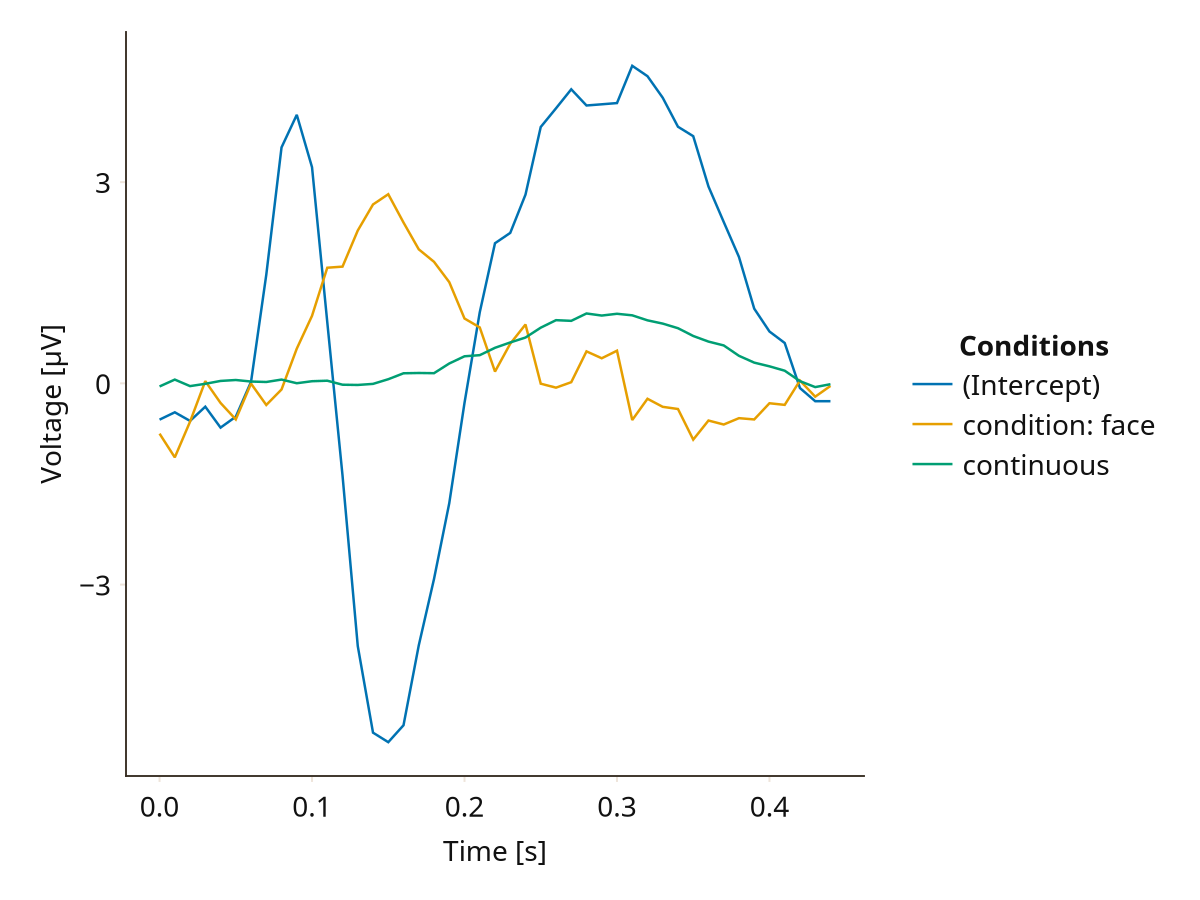 Voltage [µV]
3
0
−3
0.0 0.1 0.2 0.3 0.4
Time [s]
Conditions
(Intercept)
condition: face
continuous